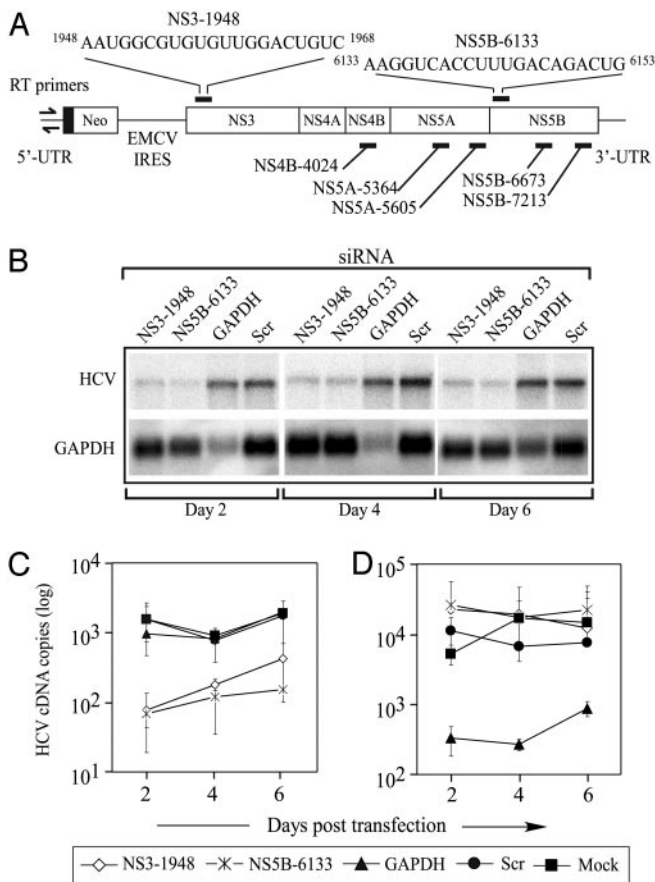 A
NS3-1948
1948 AAUGGCGUGUGUUGGACUGUC 1968
NS5B-6133
6133 AAGGUCACCUUUGACAGACUG 6153
RT primers
Neo
NS3
NS4A
NS4B
NS5A
NS5B
5’-UTR
EMCV
IRES
3’-UTR
NS4B-4024
NS5A-5364
NS5A-5605
NS5B-6673
NS5B-7213
B
siRNA
NS3-1948
NS5B-6133
GAPDH
Scr
NS3-1948
NS5B-6133
GAPDH
Scr
NS3-1948
NS5B-6133
GAPDH
Scr
HCV
GAPDH
Day 2
Day 4
Day 6
C
HCV cDNA copies (log)
10^4
10^3
10^2
10^1
2
4
6
D
10^5
10^4
10^3
10^2
2
4
6
Days post transfection
NS3-1948
NS5B-6133
GAPDH
Scr
Mock